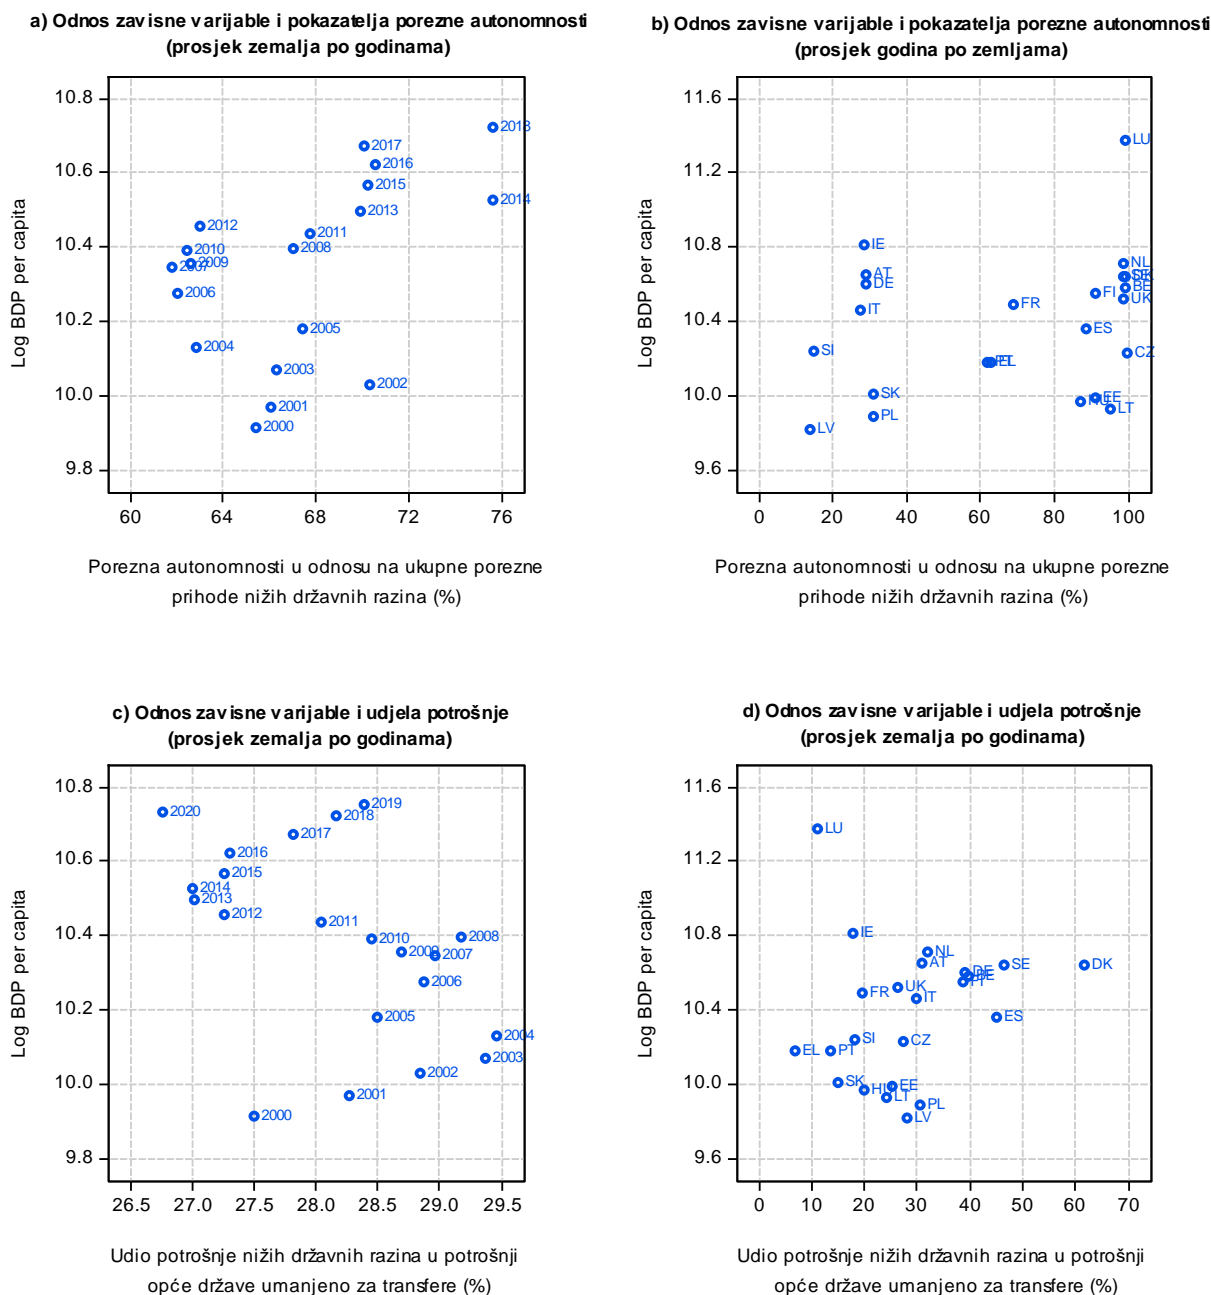 a) Odnos zavisne varijable i pokazatelja porezne autonomnosti
(prosjek zemalja po godinama)
10.8
10.6
10.4
10.2
10.0
9.8
Log BDP per capita
2018
2017
2016
2015
2014
2013
2012
2011
2010
2008
2009
2007
2006
2005
2004
2003
2002
2001
2000
60 64 68 72 76
Porezna autonomnosti u odnosu na ukupne porezne
prihode nižih državnih razina (%)
b) Odnos zavisne varijable i pokazatelja porezne autonomnosti
(prosjek godina po zemljama)
11.6
11.2
10.8
10.4
10.0
9.6
Log BDP per capita
LU
IE
NL
AT
DK
DE
BE
FI
UK
FR
IT
ES
SI
CZ
EL
SK
EE
LT
PL
LV
0 20 40 60 80 100
Porezna autonomnosti u odnosu na ukupne porezne
prihode nižih državnih razina (%)
c) Odnos zavisne varijable i udjela potrošnje
(prosjek zemalja po godinama)
10.8
10.6
10.4
10.2
10.0
9.8
Log BDP per capita
2019
2020
2018
2017
2016
2015
2014
2013
2012
2011
2010
2008
2009
2007
2006
2005
2004
2003
2002
2001
2000
26.5 27.0 27.5 28.0 28.5 29.0 29.5
Udio potrošnje nižih državnih razina u potrošnji
opće države umanjeno za transfere (%)
d) Odnos zavisne varijable i udjela potrošnje
(prosjek zemalja po godinama)
11.6
11.2
10.8
10.4
10.0
9.6
Log BDP per capita
LU
IE
NL
AT
SE
DK
DE
BE
FI
UK
FR
IT
ES
SI
CZ
EL
PT
SK
EE
HU
LT
PL
LV
0 10 20 30 40 50 60 70
Udio potrošnje nižih državnih razina u potrošnji
opće države umanjeno za transfere (%)